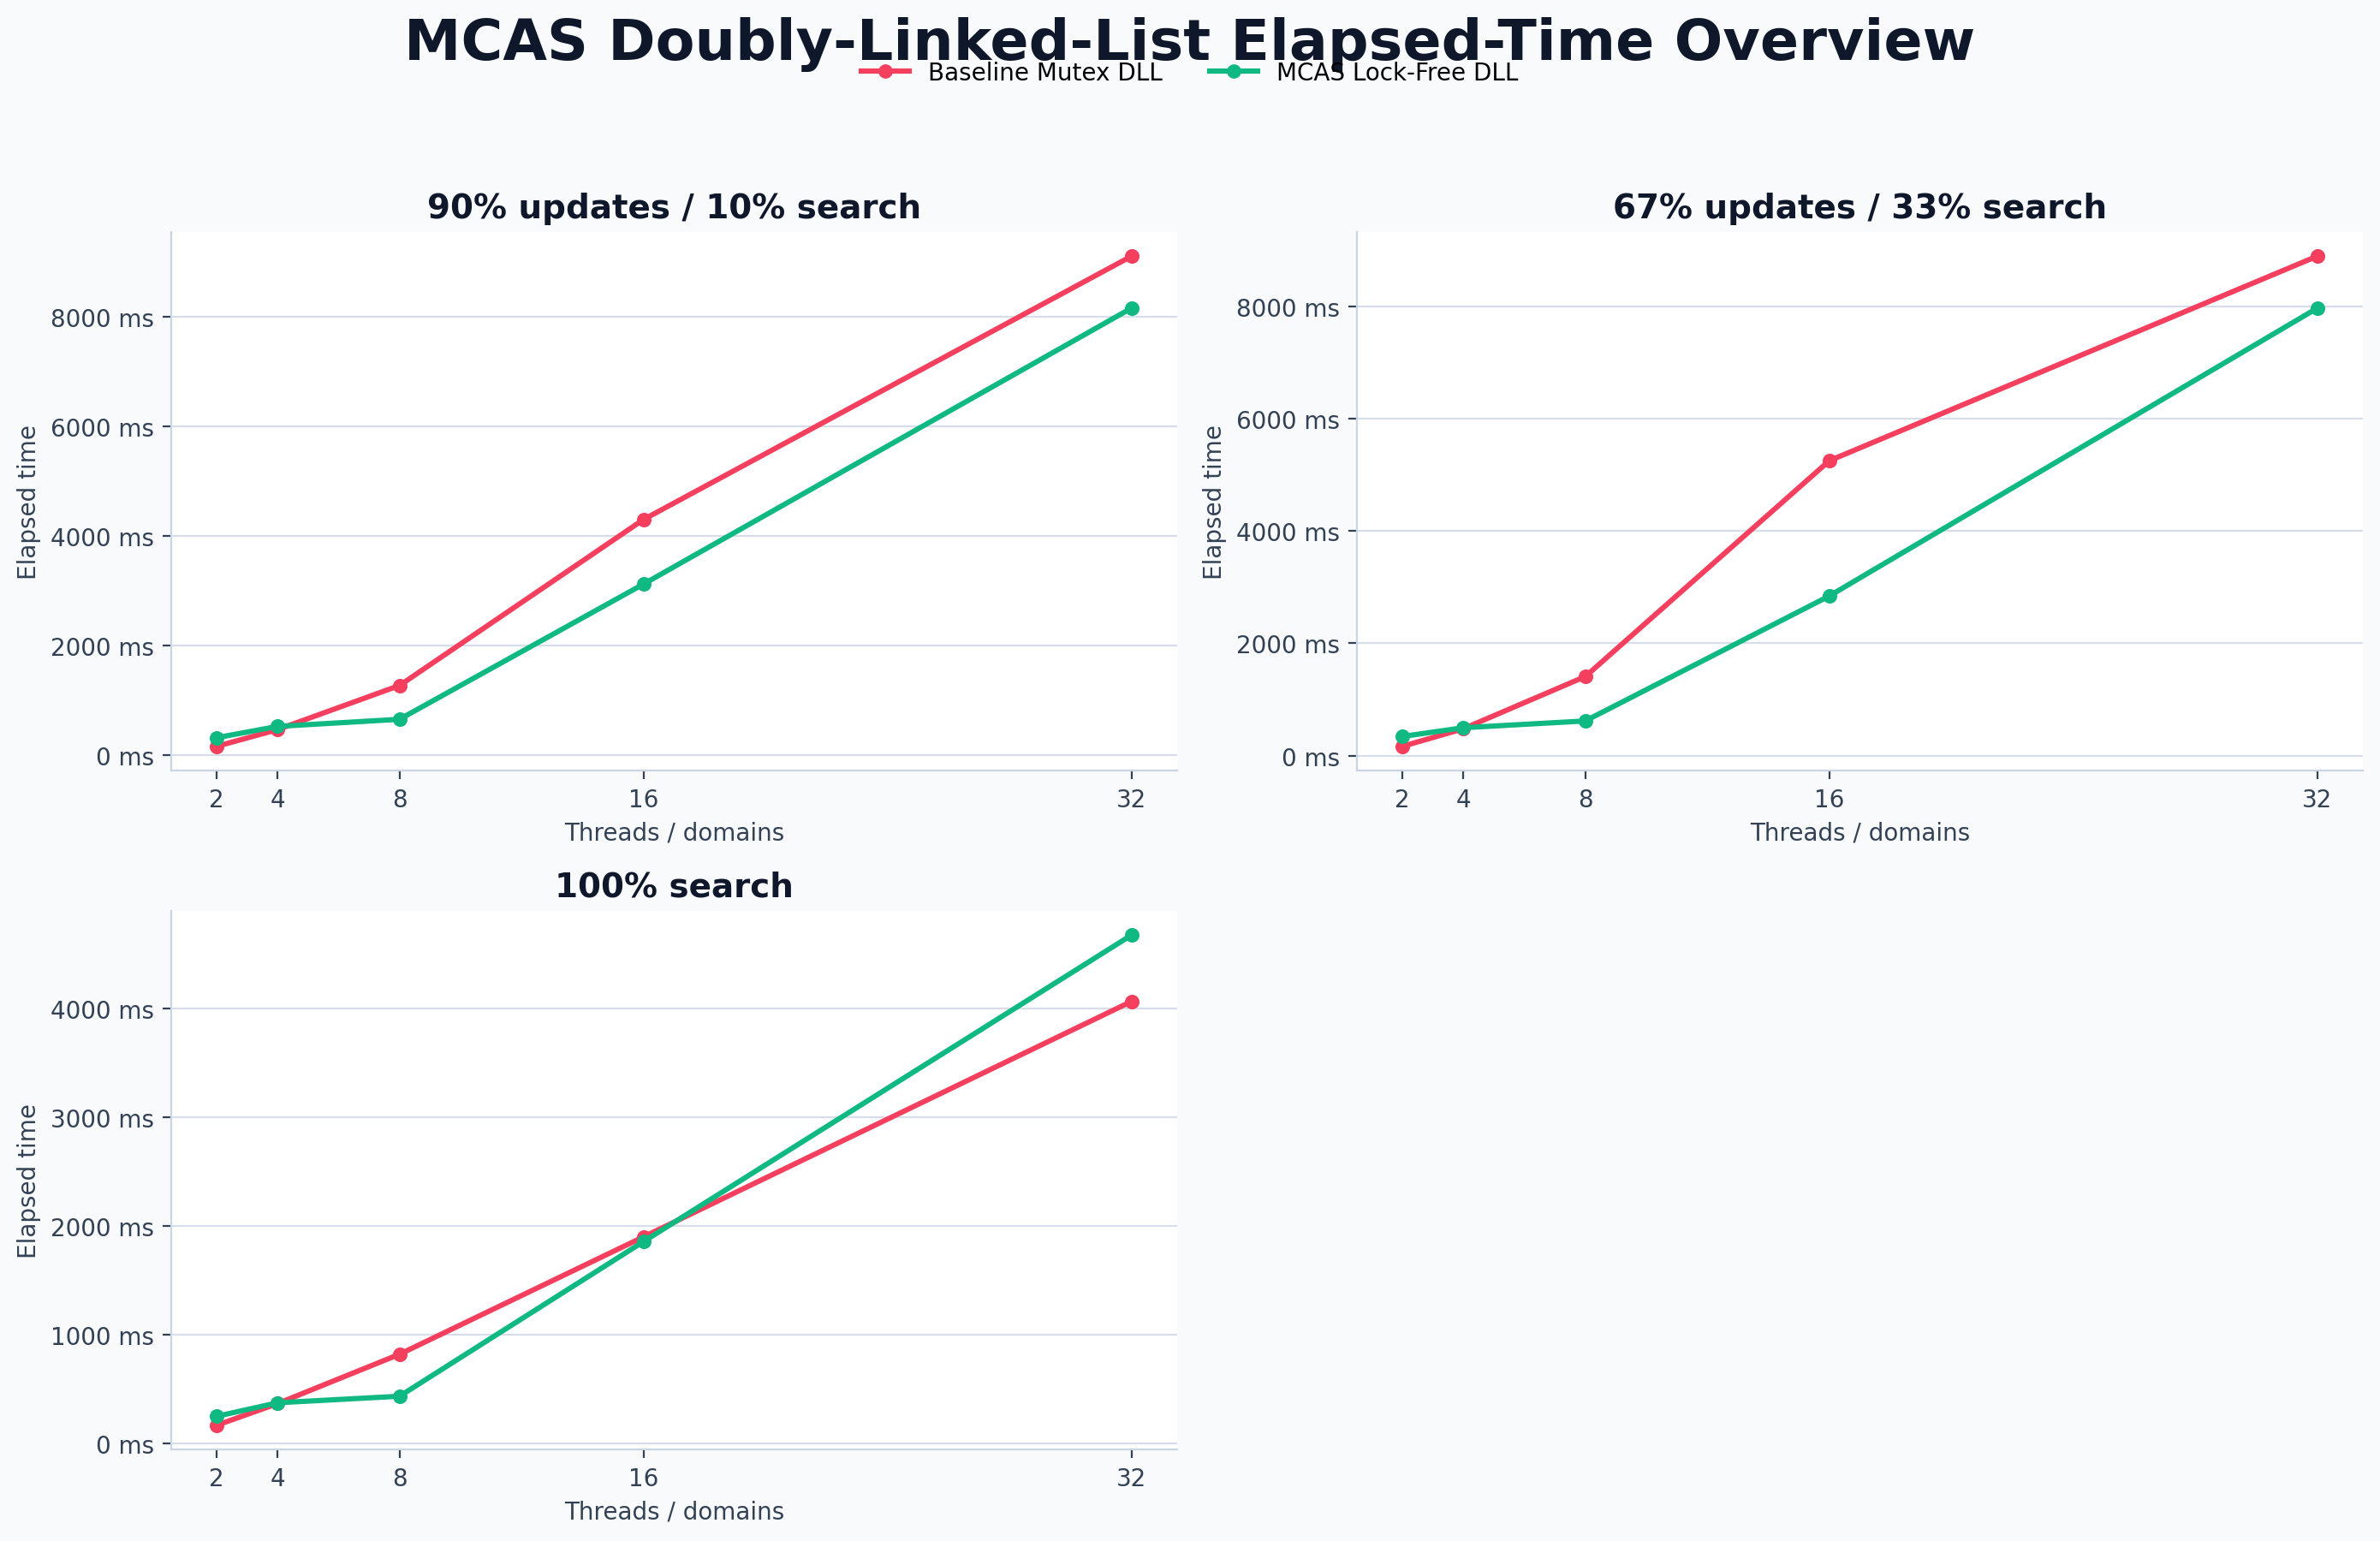 MCAS Doubly-Linked-List Elapsed-Time Overview
Baseline Mutex DLL
MCAS Lock-Free DLL
90% updates / 10% search
8000 ms
6000 ms
4000 ms
2000 ms
0 ms
Elapsed time
2 4 8 16 32
Threads / domains
67% updates / 33% search
8000 ms
6000 ms
4000 ms
2000 ms
0 ms
Elapsed time
2 4 8 16 32
Threads / domains
100% search
4000 ms
3000 ms
2000 ms
1000 ms
0 ms
Elapsed time
2 4 8 16 32
Threads / domains